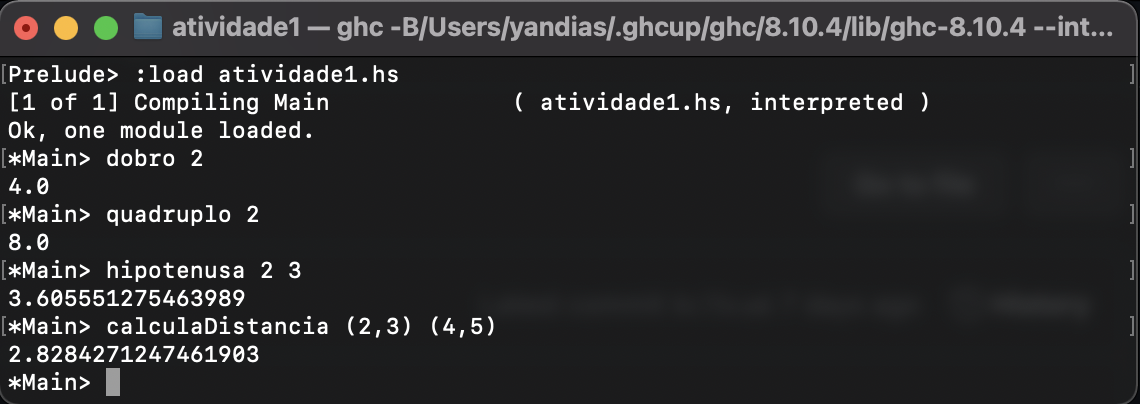 atividade1 — ghc -B/Users/yandias/.ghcup/ghc/8.10.4/lib/ghc-8.10.4 --int...
[Prelude> :load atividade1.hs ]
[1 of 1] Compiling Main             ( atividade1.hs, interpreted )
Ok, one module loaded.
[*Main> dobro 2 ]
4.0
[*Main> quadruplo 2 ]
8.0
[*Main> hipotenusa 2 3 ]
3.605551275463989
[*Main> calculaDistancia (2,3) (4,5) ]
2.8284271247461903
*Main>